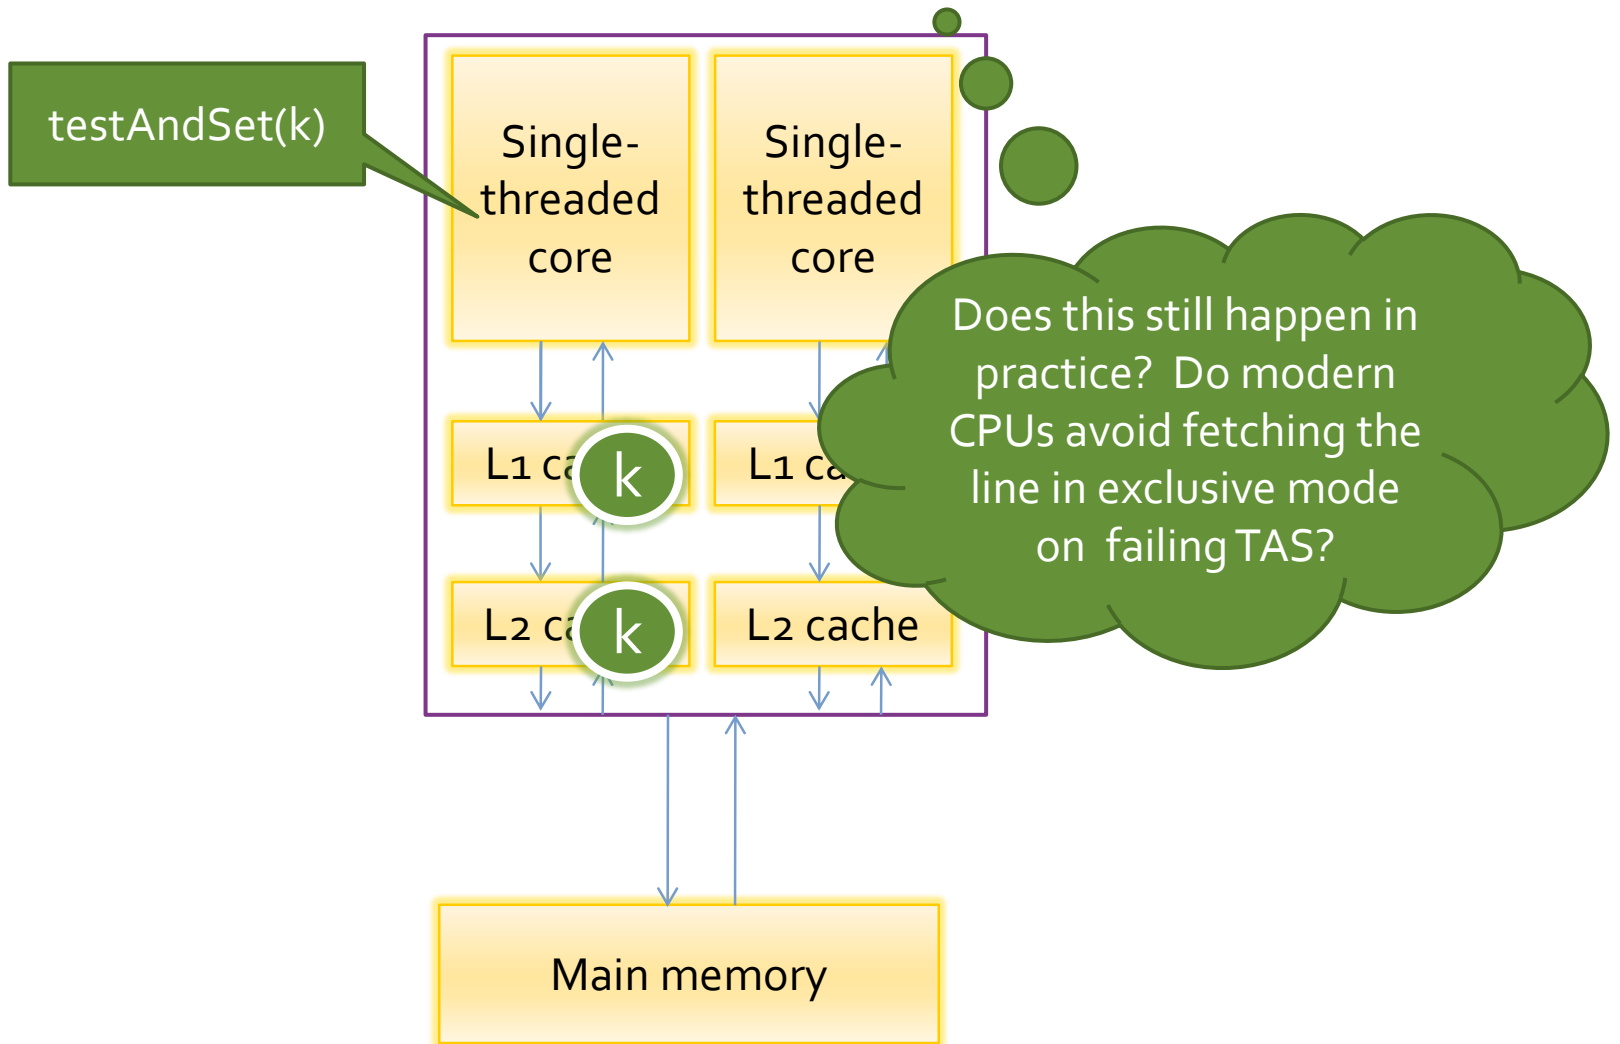 testAndSet(k)
Single-
threaded
core
Single-
threaded
core
Does this still happen in
practice? Do modern
CPUs avoid fetching the
line in exclusive mode
on failing TAS?
L1 ca
k
L1 ca
L2 ca
k
L2 cache
Main memory